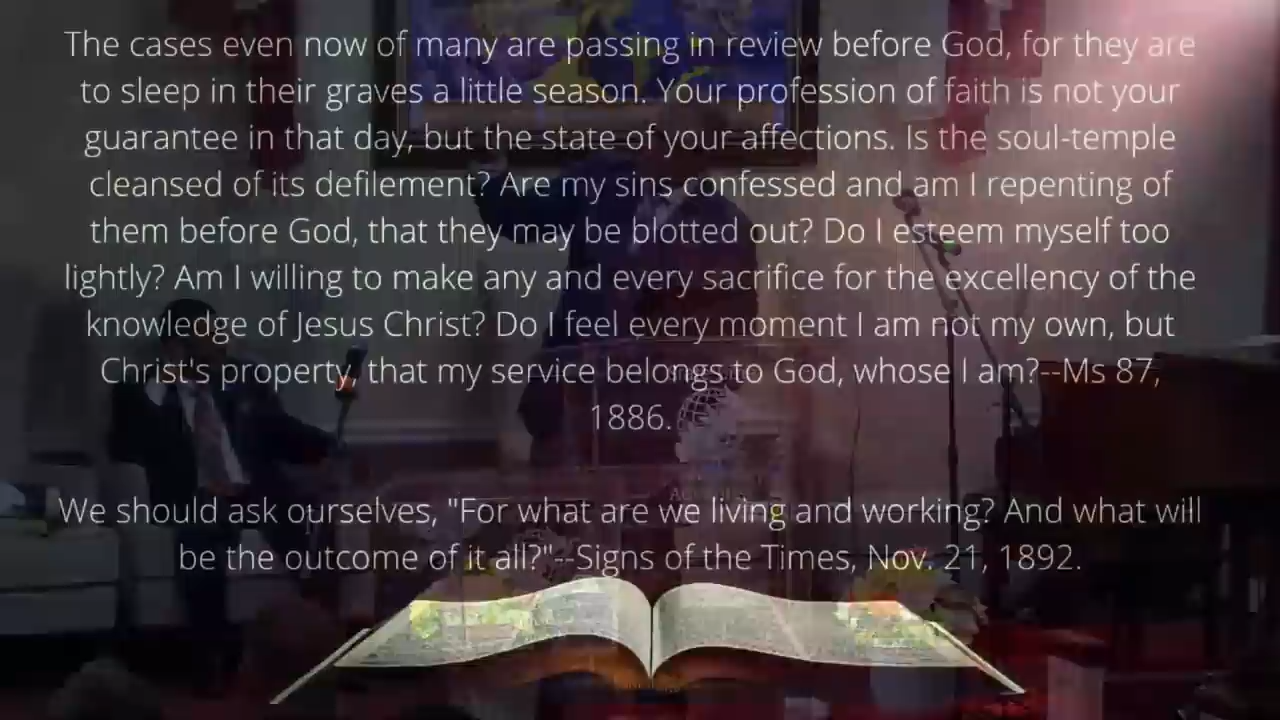 The cases even now of many are passing in review before God, for they are
to sleep in their graves a little season. Your profession of faith is not your
guarantee in that day, but the state of your affections. Is the soul-temple
cleansed of its defilement? Are my sins confessed and am I repenting of
them before God, that they may be blotted out? Do I esteem myself too
lightly? Am I willing to make any and every sacrifice for the excellency of the
knowledge of Jesus Christ? Do I feel every moment I am not my own, but
Christ's property, that my service belongs to God, whose I am?--Ms 87,
1886.
We should ask ourselves, "For what are we living and working? And what will
be the outcome of it all?"--Signs of the Times, Nov. 21, 1892.